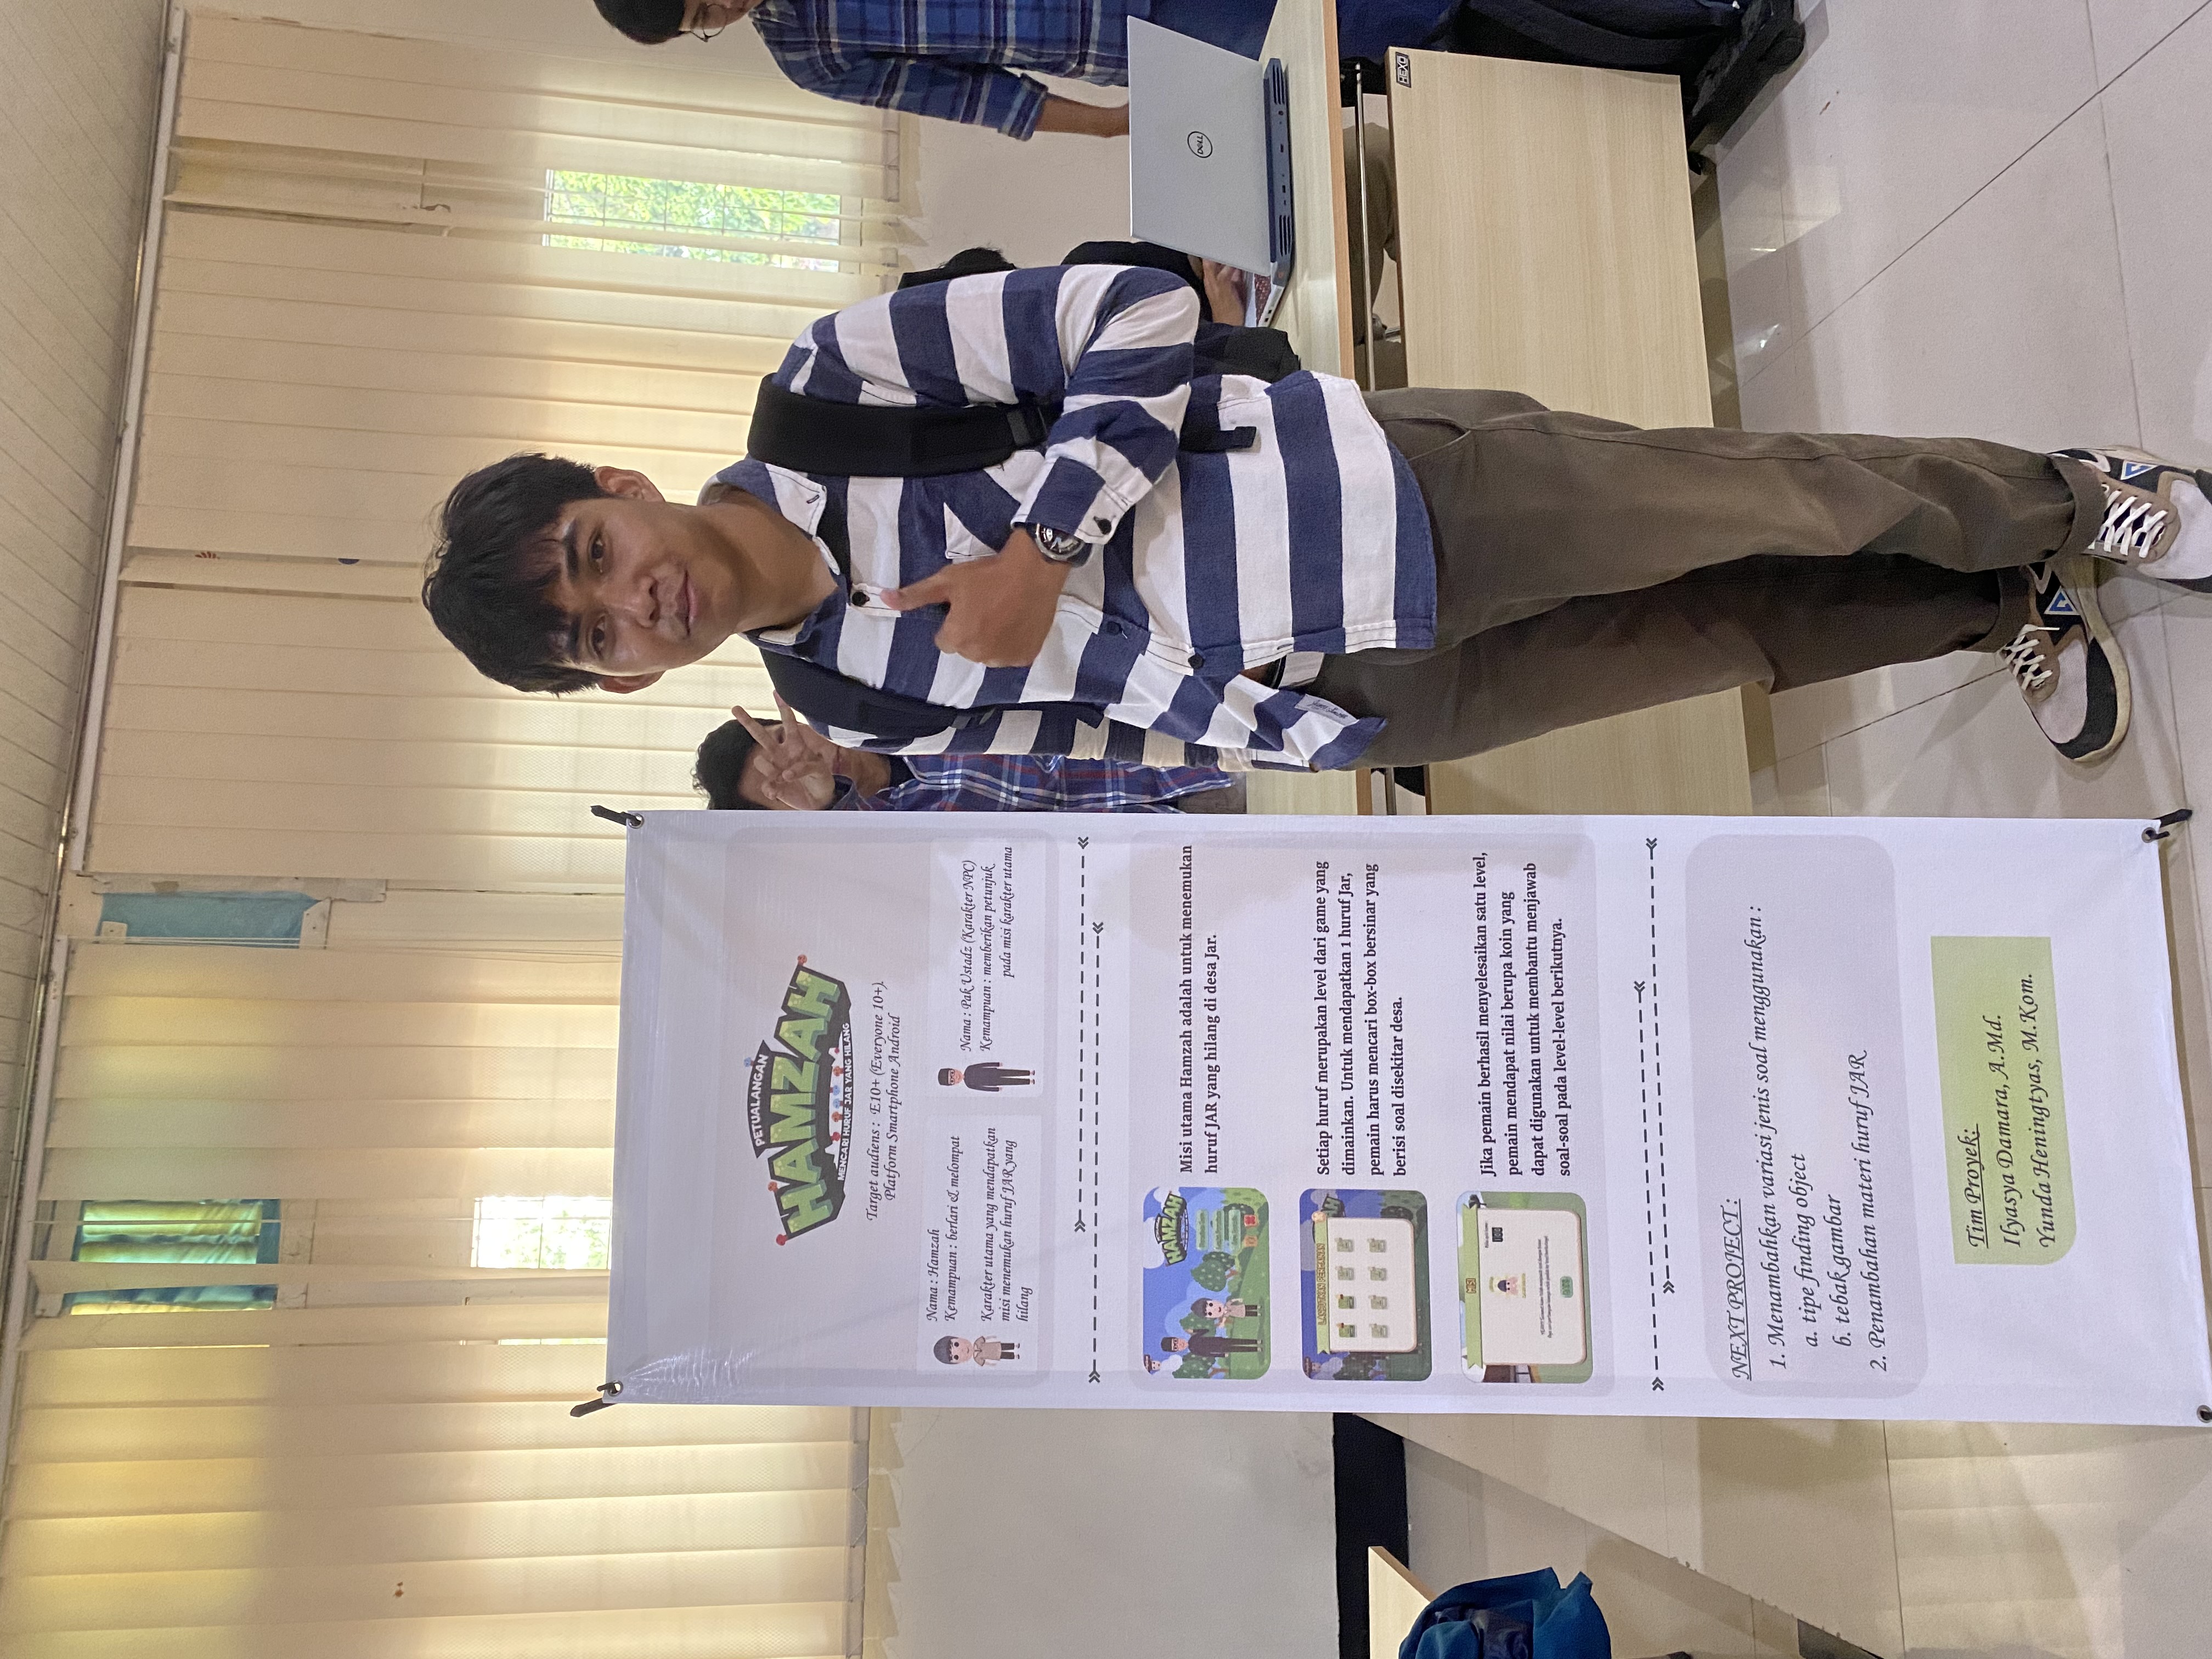 PETUALANGAN
HAMZAH
MENCARI HURUF JAR YANG HILANG
Target audiens : E10+ (Everyone 10+).
Platform Smartphone Android
Nama : Hamzah
Kemampuan : berlari & melompat
Karakter utama yang mendapatkan
misi menemukan huruf JAR yang
hilang
Nama : Pak Ustadz (Karakter NPC)
Kemampuan : memberikan petunjuk
pada misi karakter utama
HAMZAH
Misi utama Hamzah adalah untuk menemukan
huruf JAR yang hilang di desa Jar.
LANJUTKAN PERMAINAN
Setiap huruf merupakan level dari game yang
dimainkan. Untuk mendapatkan 1 huruf Jar,
pemain harus mencari box-box bersinar yang
berisi soal disekitar desa.
MISI
100
Jika pemain berhasil menyelesaikan satu level,
pemain mendapat nilai berupa koin yang
dapat digunakan untuk membantu menjawab
soal-soal pada level-level berikutnya.
NEXT PROJECT :
1. Menambahkan variasi jenis soal menggunakan :
a. tipe finding object
b. tebak gambar
2. Penambahan materi huruf JAR
Tim Proyek:
Ilyasya Damara, A.Md.
Yunda Heningtyas, M.Kom.
DELL
HEXO